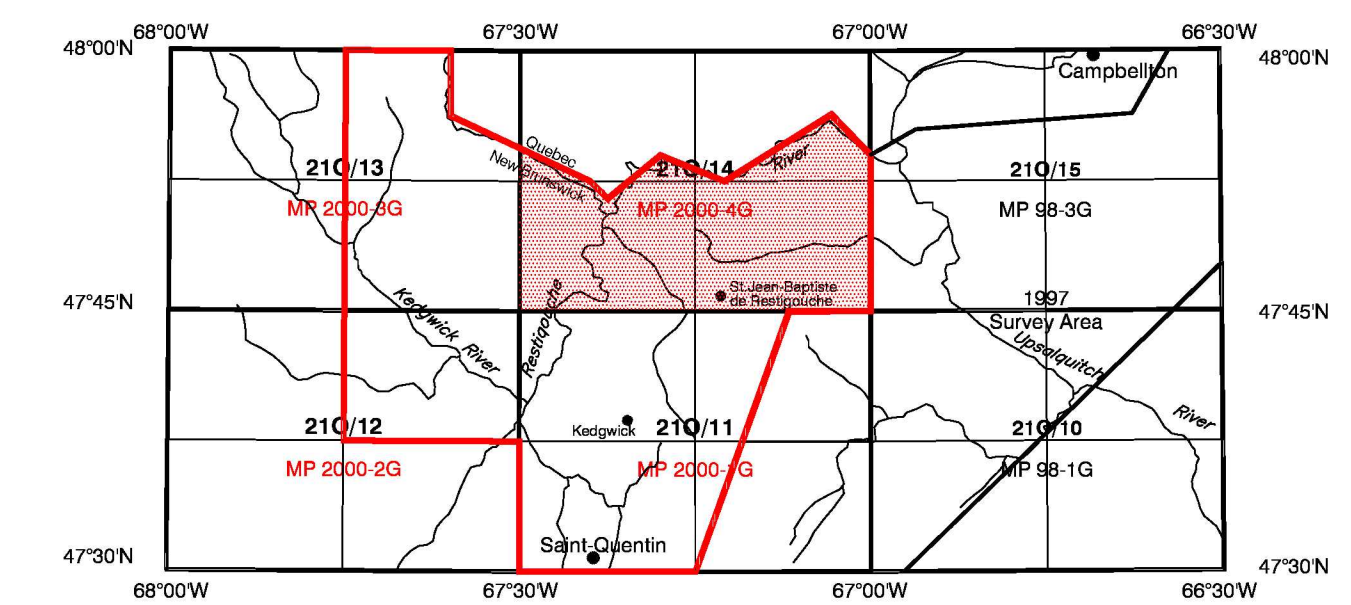 68°00'W 67°30'W 67°00'W 66°30'W
48°00'N 48°00'N
Campbellton
Quebec
New Brunswick
River
21O/13 21O/14 21O/15
MP 2000-3G MP 2000-4G MP 98-3G
St.Jean-Baptiste
de Restigouche
47°45'N 47°45'N
1997
Survey Area
Kedgwick River
Restigouche
Upsalquitch River
Kedgwick
21O/12 21O/11 21O/10
MP 2000-2G MP 2000-1G MP 98-1G
Saint-Quentin
47°30'N 47°30'N
68°00'W 67°30'W 67°00'W 66°30'W